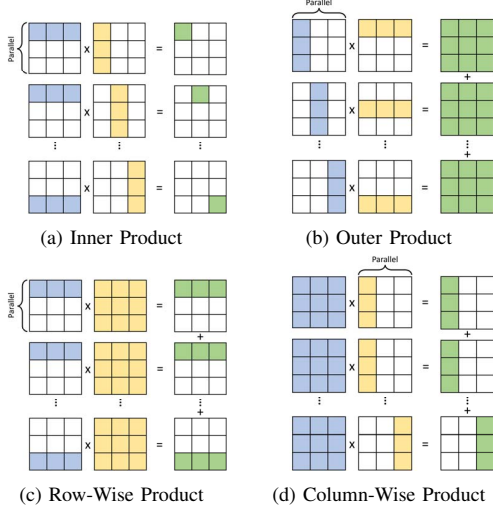 Parallel
x
=
x
=
...
...
...
x
=
(a) Inner Product
Parallel
x
=
+
x
=
...
...
...
+
x
=
(b) Outer Product
Parallel
x
=
+
x
=
...
...
...
+
x
=
(c) Row-Wise Product
Parallel
x
=
+
x
=
...
...
...
+
x
=
(d) Column-Wise Product